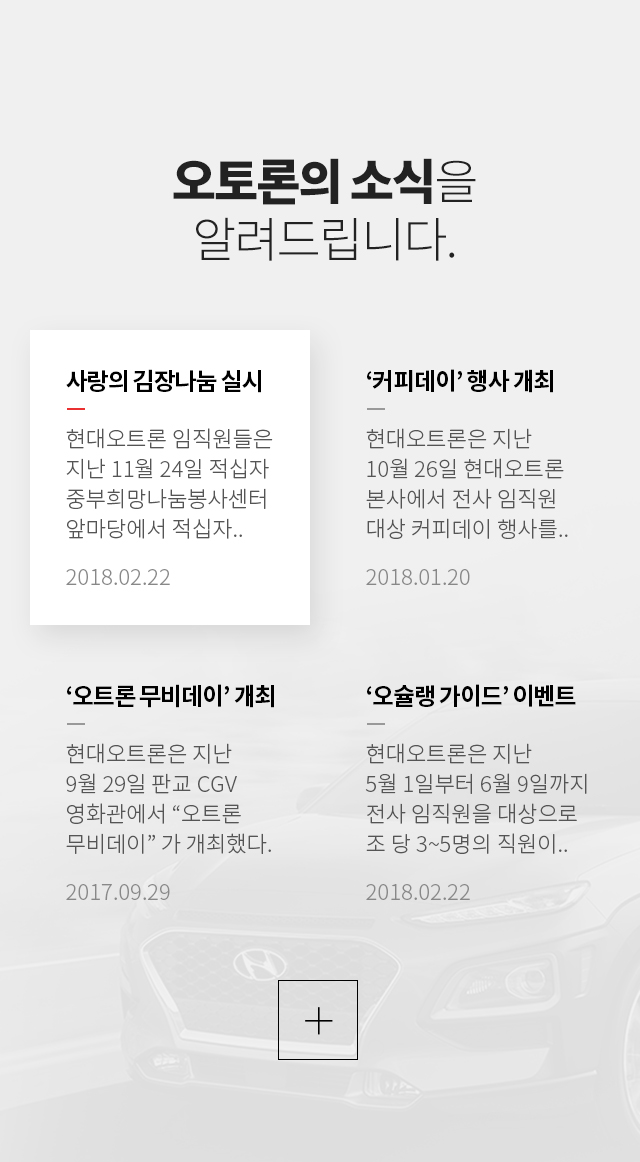 오토론의 소식을
알려드립니다.
사랑의 김장나눔 실시
현대오트론 임직원들은
지난 11월 24일 적십자
중부희망나눔봉사센터
앞마당에서 적십자..
2018.02.22
‘커피데이’ 행사 개최
현대오트론은 지난
10월 26일 현대오트론
본사에서 전사 임직원
대상 커피데이 행사를..
2018.01.20
‘오트론 무비데이’ 개최
현대오트론은 지난
9월 29일 판교 CGV
영화관에서 “오트론
무비데이” 가 개최했다.
2017.09.29
‘오슐랭 가이드’ 이벤트
현대오트론은 지난
5월 1일부터 6월 9일까지
전사 임직원을 대상으로
조 당 3~5명의 직원이..
2018.02.22